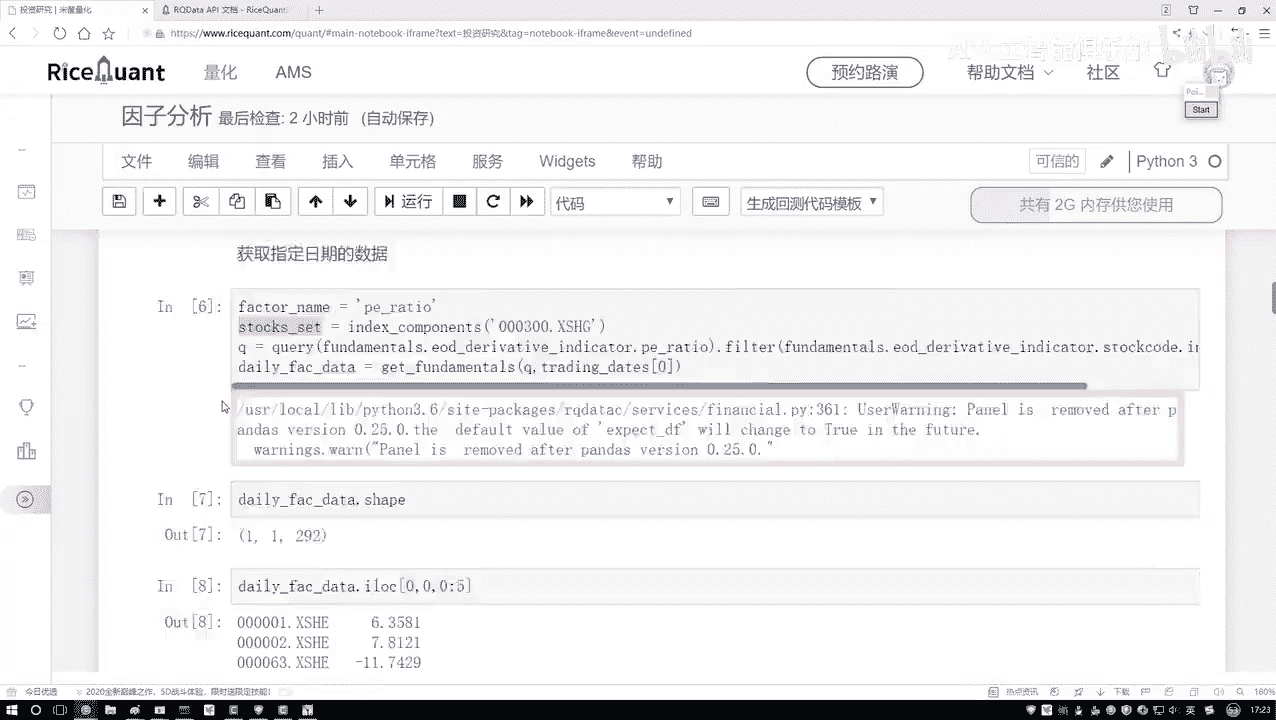 投资研究 | 米筐量化
RQData API 文档 - RiceQuant
https://www.ricequant.com/quant/#main-notebook-iframe?text=投资研究&tag=notebook-iframe&event=undefined
RiceQuant 量化 AMS 预约路演 帮助文档 社区
Poi...
Start
因子分析 最后检查: 2 小时前 (自动保存)
文件 编辑 查看 插入 单元格 服务 Widgets 帮助 可信的 Python 3
运行 代码 生成回测代码模板 共有 2G 内存供您使用
获取指定日期的数据
In [6]: factor_name = 'pe_ratio'
stocks_set = index_components('000300.XSHG')
q = query(fundamentals.eod_derivative_indicator.pe_ratio).filter(fundamentals.eod_derivative_indicator.stockcode.in
daily_fac_data = get_fundamentals(q,trading_dates[0])
/usr/local/lib/python3.6/site-packages/rqdatac/services/financial.py:361: UserWarning: Panel is removed after p
andas version 0.25.0.the default value of 'expect_df' will change to True in the future.
warnings.warn("Panel is removed after pandas version 0.25.0."
In [7]: daily_fac_data.shape
Out[7]: (1, 1, 292)
In [8]: daily_fac_data.iloc[0,0,0:5]
Out[8]: 000001.XSHE 6.3581
000002.XSHE 7.8121
000063.XSHE -11.7429
今日优选 2020全新巅峰之作，5D战斗体验，限时送限定技能! 热点资讯 下载 180%
英 17:23